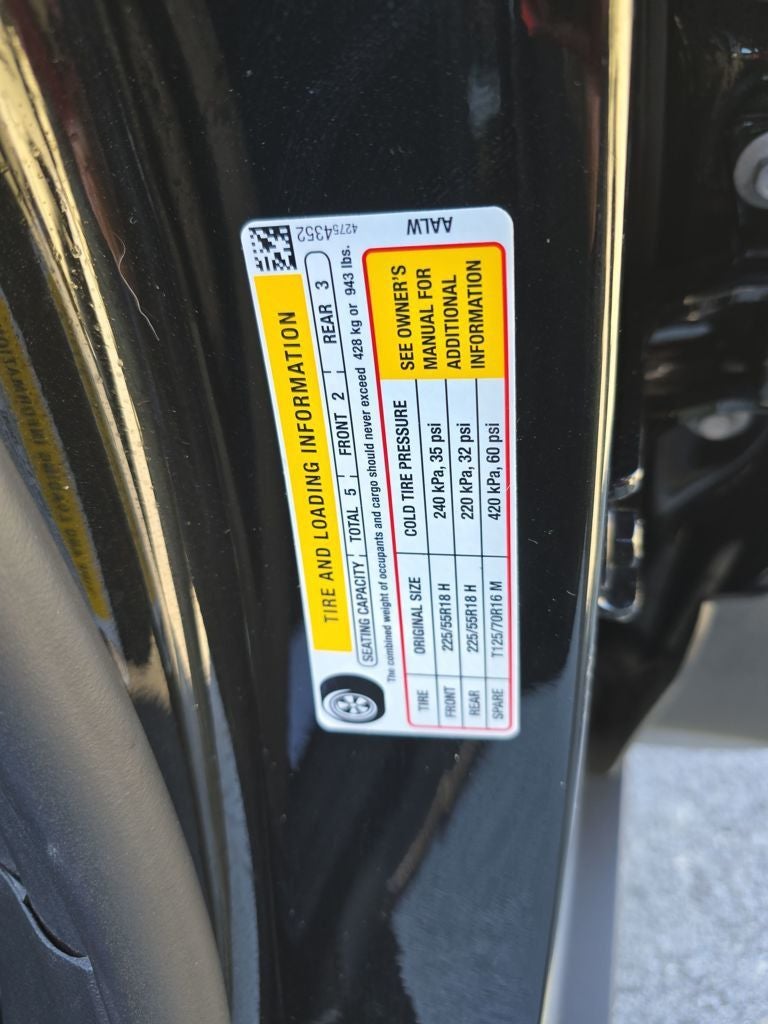 TIRE AND LOADING INFORMATION
42754352
SEATING CAPACITY TOTAL 5 FRONT 2 REAR 3
The combined weight of occupants and cargo should never exceed 428 kg or 943 lbs.
TIRE ORIGINAL SIZE COLD TIRE PRESSURE
FRONT 225/55R18 H 240 kPa, 35 psi
REAR 225/55R18 H 220 kPa, 32 psi
SPARE T125/70R16 M 420 kPa, 60 psi
SEE OWNER'S
MANUAL FOR
ADDITIONAL
INFORMATION
AALW